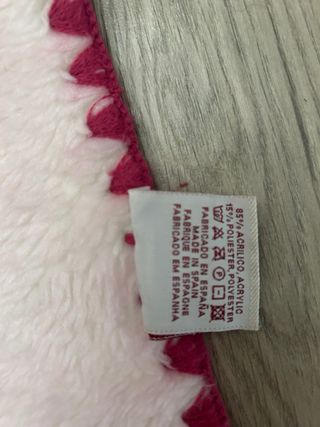 85% ACRILICO, ACRYLIC
15% POLIESTER, POLYESTER
FABRICADO EN ESPAÑA
MADE IN SPAIN
FABRIQUE EN ESPAGNE
FABRICADO EM ESPANHA